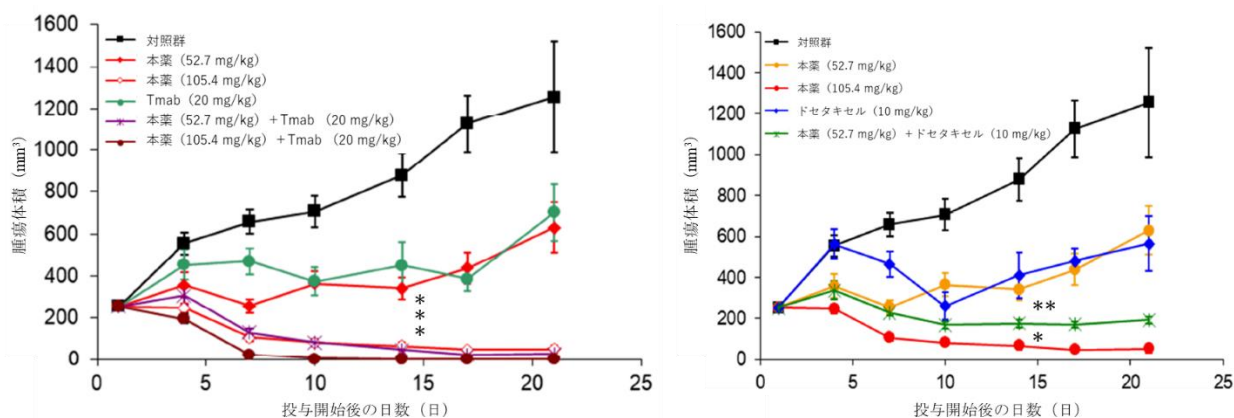 1600
1400
1200
1000
800
600
400
200
0
腫瘍体積（mm³）
対照群
本薬（52.7 mg/kg）
本薬（105.4 mg/kg）
Tmab（20 mg/kg）
本薬（52.7 mg/kg）＋Tmab （20 mg/kg）
本薬（105.4 mg/kg）＋Tmab （20 mg/kg）
*
*
*
0 5 10 15 20 25
投与開始後の日数（日）
1600
1400
1200
1000
800
600
400
200
0
腫瘍体積（mm³）
対照群
本薬（52.7 mg/kg）
本薬（105.4 mg/kg）
ドセタキセル（10 mg/kg）
本薬（52.7 mg/kg）＋ドセタキセル（10 mg/kg）
**
*
0 5 10 15 20 25
投与開始後の日数（日）